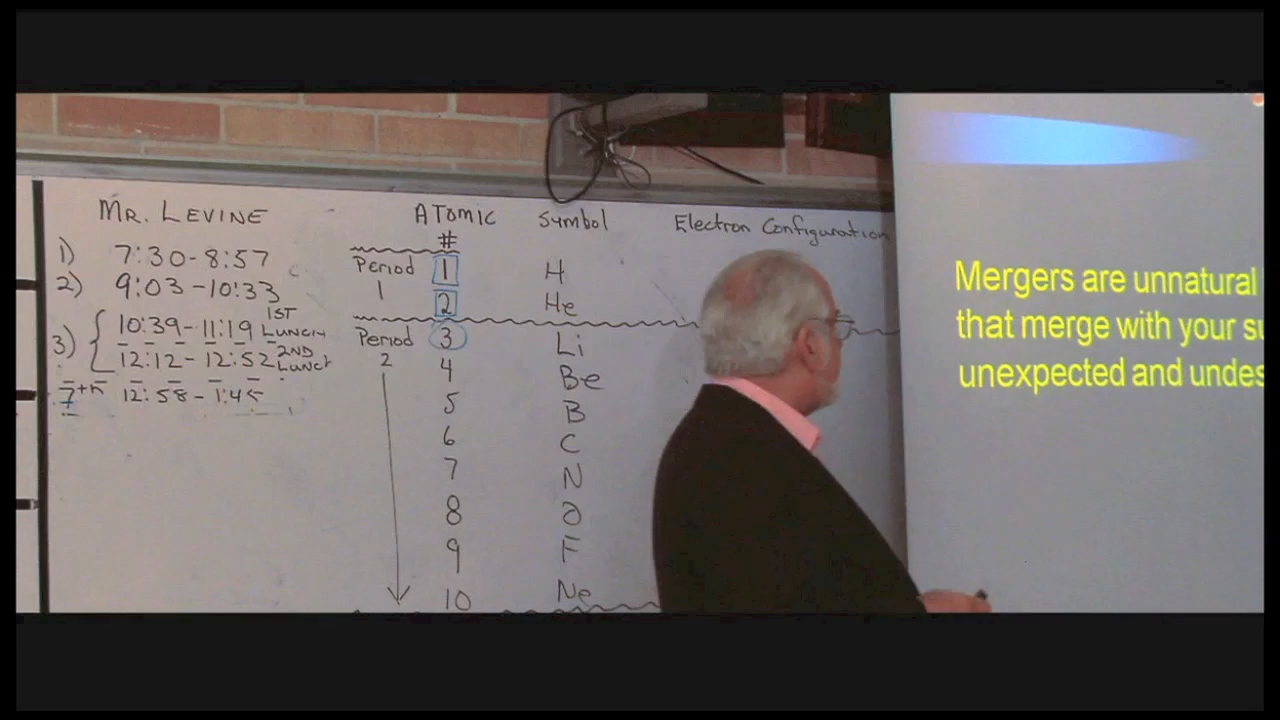 MR. LEVINE
1) 7:30-8:57
2) 9:03-10:33
3) 10:39-11:19 1ST LUNCH
12:12-12:52 2ND LUNCH
7th 12:58-1:45
ATOMIC # Symbol Electron Configuration
Period 1 1 H
2 He
Period 2 3 Li
4 Be
5 B
6 C
7 N
8 O
9 F
10 Ne
Mergers are unnatural
that merge with your
unexpected and